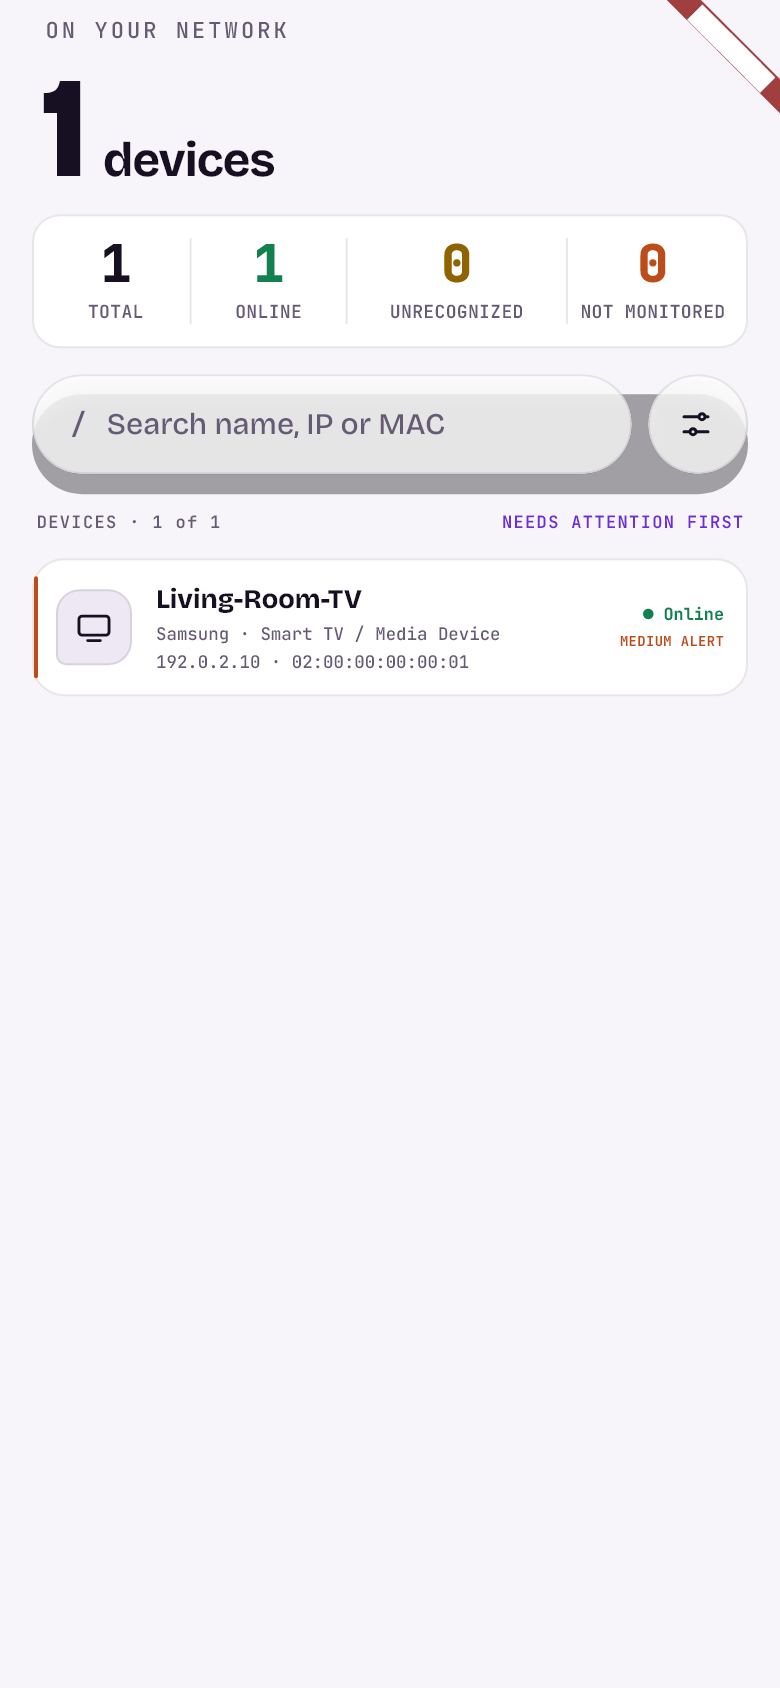 ON YOUR NETWORK
1 devices
1 1 0 0
TOTAL ONLINE UNRECOGNIZED NOT MONITORED
/ Search name, IP or MAC
DEVICES · 1 of 1 NEEDS ATTENTION FIRST
Living-Room-TV
Samsung · Smart TV / Media Device
192.0.2.10 · 02:00:00:00:00:01
● Online
MEDIUM ALERT